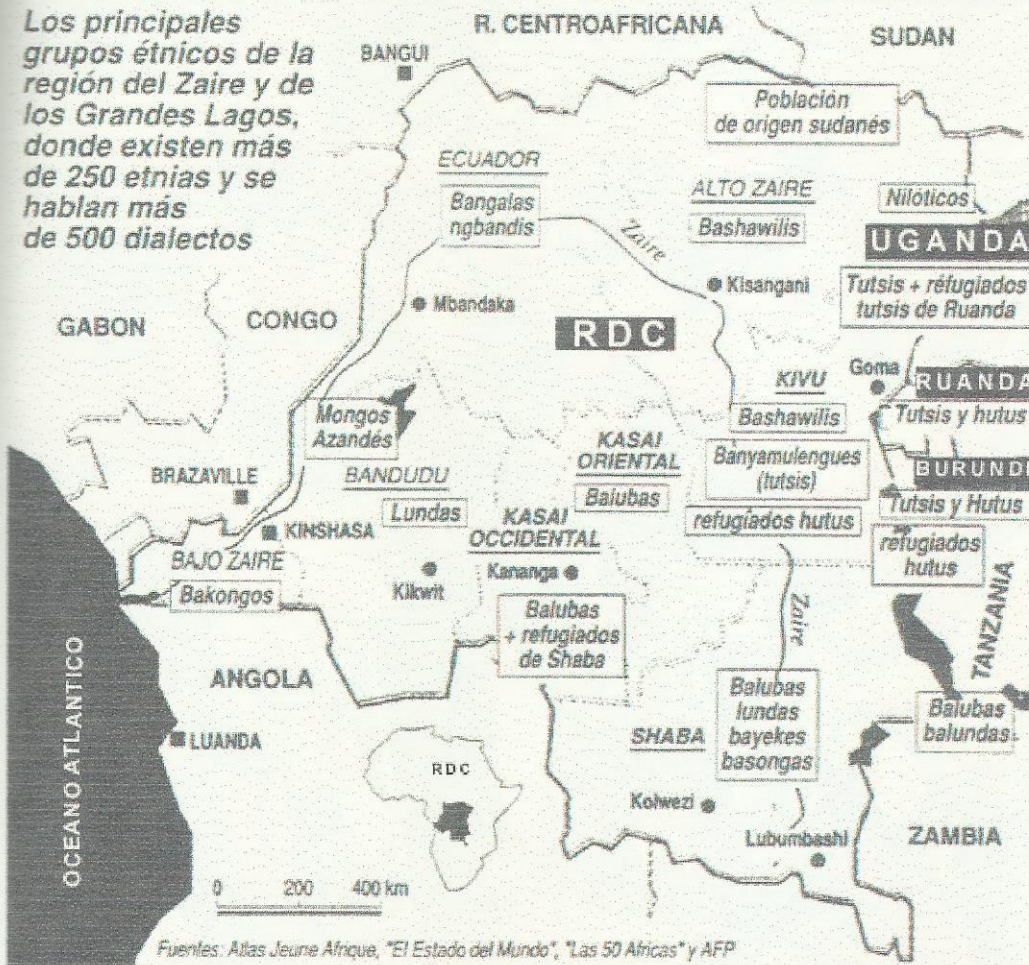 Los principales
grupos étnicos de la
región del Zaire y de
los Grandes Lagos,
donde existen más
de 250 etnias y se
hablan más
de 500 dialectos
R. CENTROAFRICANA
SUDAN
BANGUI
Población
de origen sudanés
ECUADOR
Bangalas
ngbandis
ALTO ZAIRE
Bashawilis
Nilóticos
UGANDA
Zaire
Kisangani
Tutsis + réfugiados
tutsis de Ruanda
Mbandaka
GABON
CONGO
RDC
KIVU
Goma
RUANDA
Bashawilis
Tutsis y hutus
Mongos
Azandés
KASAI
ORIENTAL
Banyamulengues
(tutsis)
BURUNDI
BRAZAVILLE
BANDUDU
Balubas
Tutsis y Hutus
Lundas
KASAI
OCCIDENTAL
refugiados hutus
KINSHASA
refugiados
hutus
BAJO ZAIRE
Kikwit
Kananga
Bakongos
Zaire
Balubas
+ refugiados
de Shaba
TANZANIA
ANGOLA
OCEANO ATLANTICO
LUANDA
Balubas
lundas
bayekes
basongas
Balubas
balundas
SHABA
RDC
Kolwezi
Lubumbashi
ZAMBIA
0 200 400 km
Fuentes: Atlas Jeune Afrique, "El Estado del Mundo", "Las 50 Africas" y AFP